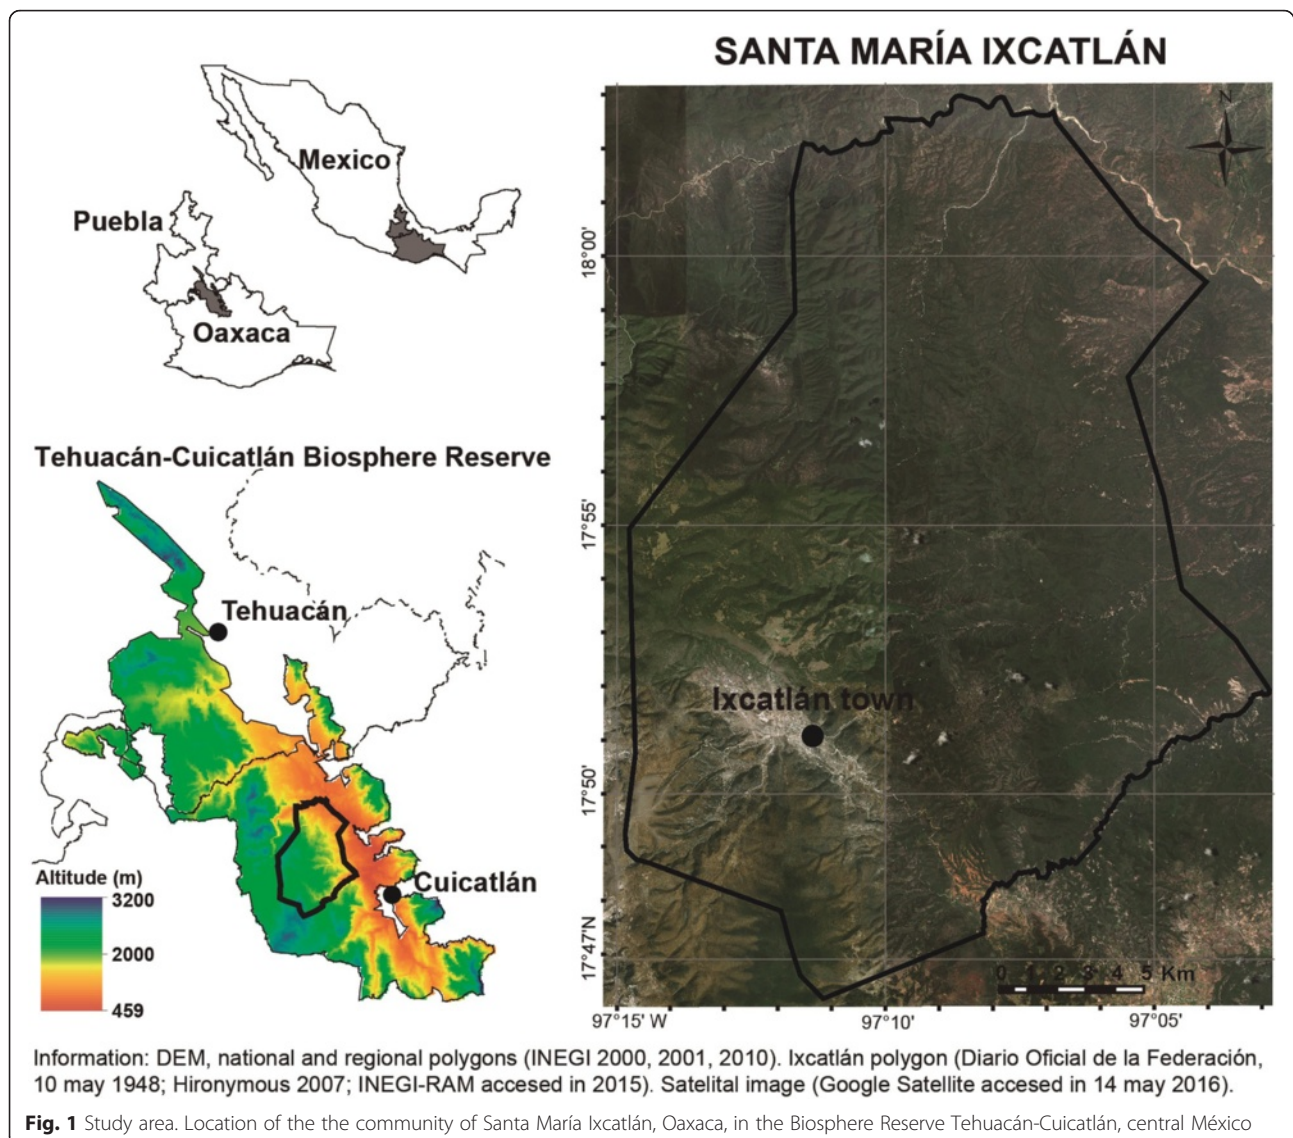 SANTA MARÍA IXCATLÁN
N
Mexico
Puebla
Oaxaca
Tehuacán-Cuicatlán Biosphere Reserve
Tehuacán
Cuicatlán
Altitude (m)
3200
2000
459
18°00'
17°55'
17°50'
17°47'N
Ixcatlán town
0 1 2 3 4 5 Km
97°15' W
97°10'
97°05'
Information: DEM, national and regional polygons (INEGI 2000, 2001, 2010). Ixcatlán polygon (Diario Oficial de la Federación,
10 may 1948; Hironymous 2007; INEGI-RAM accesed in 2015). Satelital image (Google Satellite accesed in 14 may 2016).
Fig. 1 Study area. Location of the the community of Santa María Ixcatlán, Oaxaca, in the Biosphere Reserve Tehuacán-Cuicatlán, central México